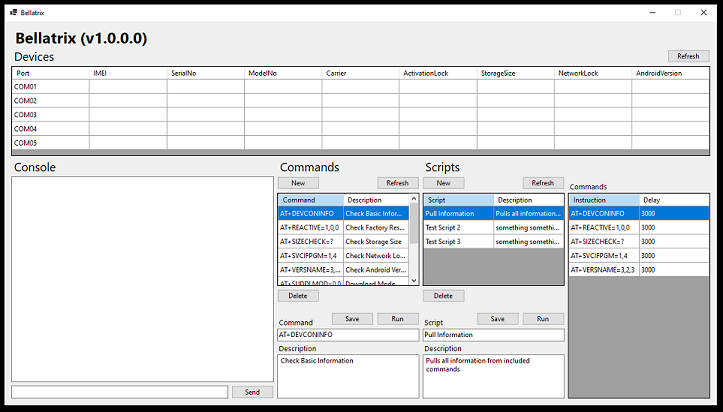 Bellatrix
Bellatrix (v1.0.0.0)
Devices
Refresh
Port IMEI SerialNo ModelNo Carrier ActivationLock StorageSize NetworkLock AndroidVersion
COM01
COM02
COM03
COM04
COM05
Console
Send
Commands
New Refresh
Command Description
AT+DEVCONINFO Check Basic Infor...
AT+REACTIVE=1,0,0 Check Factory Res...
AT+SIZECHECK=? Check Storage Size
AT+SVCIFPGM=1,4 Check Network Lo...
AT+VERSNAME=3,... Check Android Ver...
AT+SUDDLMOD=0,0 Download Mode
Delete
Save Run
Command
AT+DEVCONINFO
Description
Check Basic Information
Scripts
New Refresh
Script Description
Pull Information Pulls all information...
Test Script 2 something somethi...
Test Script 3 something somethi...
Delete
Save Run
Script
Pull Information
Description
Pulls all information from included
commands
Commands
Instruction Delay
AT+DEVCONINFO 3000
AT+REACTIVE=1,0,0 3000
AT+SIZECHECK=? 3000
AT+SVCIFPGM=1,4 3000
AT+VERSNAME=3,2,3 3000